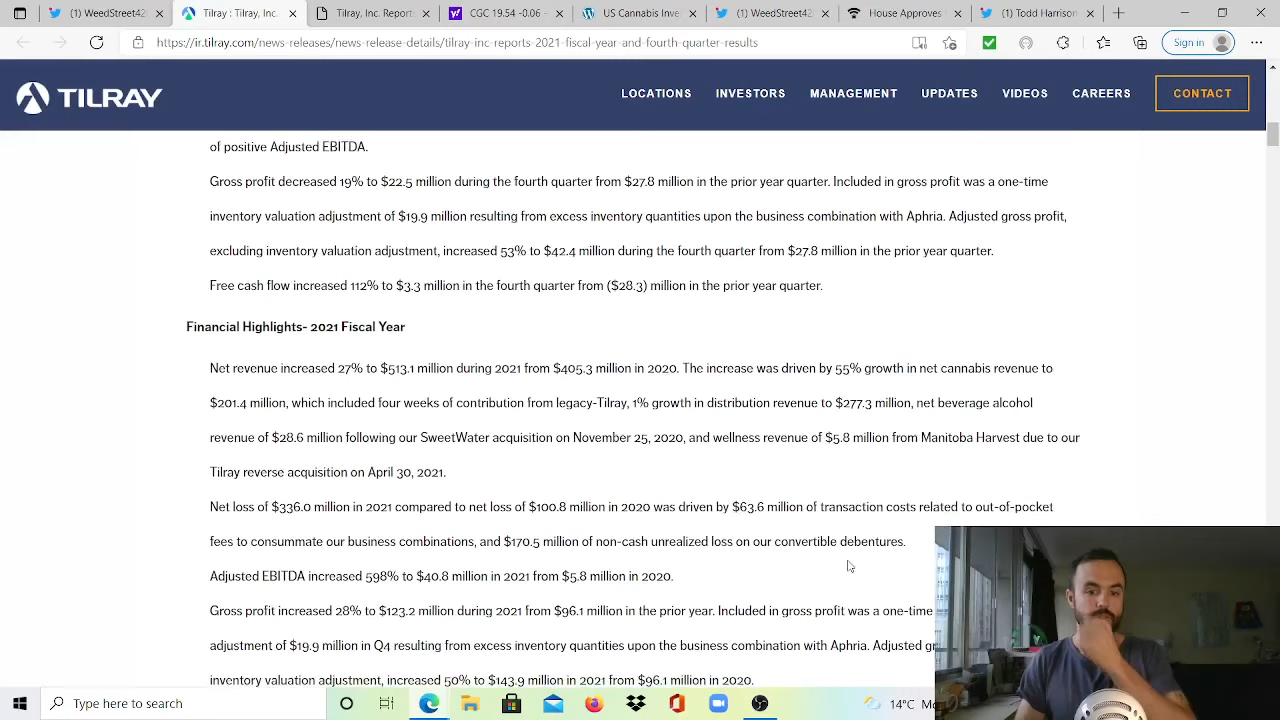 (1) WeedStreet42
Tilray : Tilray, Inc.
Tilray, Inc. Report
CGC 19.54 -0.06
US Cannabis Inve
(1) WeedStreet42
House Approves
(1) Todd Harrison
https://ir.tilray.com/news-releases/news-release-details/tilray-inc-reports-2021-fiscal-year-and-fourth-quarter-results
Sign in
TILRAY
LOCATIONS INVESTORS MANAGEMENT UPDATES VIDEOS CAREERS CONTACT
of positive Adjusted EBITDA.
Gross profit decreased 19% to $22.5 million during the fourth quarter from $27.8 million in the prior year quarter. Included in gross profit was a one-time
inventory valuation adjustment of $19.9 million resulting from excess inventory quantities upon the business combination with Aphria. Adjusted gross profit,
excluding inventory valuation adjustment, increased 53% to $42.4 million during the fourth quarter from $27.8 million in the prior year quarter.
Free cash flow increased 112% to $3.3 million in the fourth quarter from ($28.3) million in the prior year quarter.
Financial Highlights- 2021 Fiscal Year
Net revenue increased 27% to $513.1 million during 2021 from $405.3 million in 2020. The increase was driven by 55% growth in net cannabis revenue to
$201.4 million, which included four weeks of contribution from legacy-Tilray, 1% growth in distribution revenue to $277.3 million, net beverage alcohol
revenue of $28.6 million following our SweetWater acquisition on November 25, 2020, and wellness revenue of $5.8 million from Manitoba Harvest due to our
Tilray reverse acquisition on April 30, 2021.
Net loss of $336.0 million in 2021 compared to net loss of $100.8 million in 2020 was driven by $63.6 million of transaction costs related to out-of-pocket
fees to consummate our business combinations, and $170.5 million of non-cash unrealized loss on our convertible debentures.
Adjusted EBITDA increased 598% to $40.8 million in 2021 from $5.8 million in 2020.
Gross profit increased 28% to $123.2 million during 2021 from $96.1 million in the prior year. Included in gross profit was a one-time
adjustment of $19.9 million in Q4 resulting from excess inventory quantities upon the business combination with Aphria. Adjusted gr
inventory valuation adjustment, increased 50% to $143.9 million in 2021 from $96.1 million in 2020.
Type here to search
14°C Mo